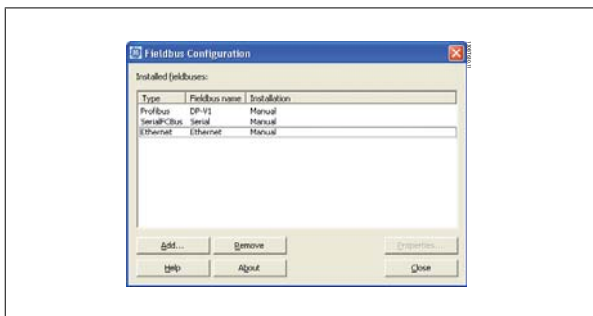 Fieldbus Configuration
Installed fieldbuses:
Type Fieldbus name Installation
Profibus DP-V1 Manual
SerialFCBus Serial Manual
Ethernet Ethernet Manual
Add... Remove Properties...
Help About Close